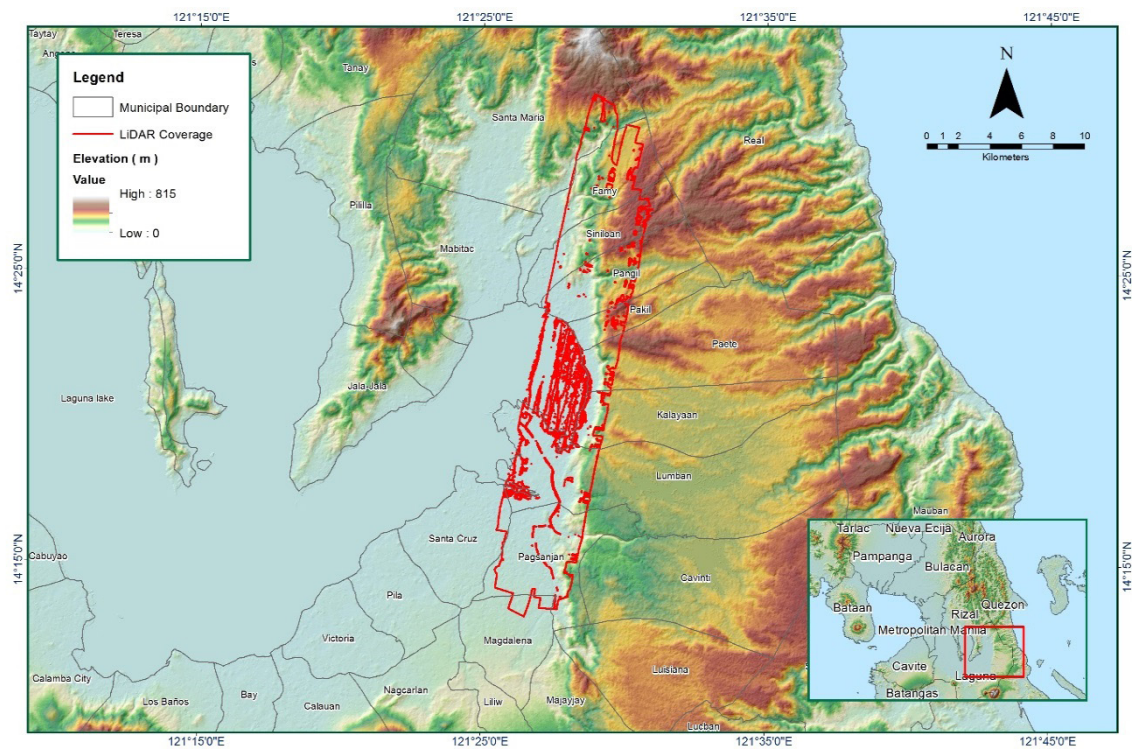 121°15'0"E
121°25'0"E
121°35'0"E
121°45'0"E
Taytay
Teresa
Tanay
Legend
Municipal Boundary
LiDAR Coverage
Elevation ( m )
Value
High : 815
Low : 0
N
0 1 2 4 6 8 10
Kilometers
Santa Maria
Real
Famy
Pililla
Siniloan
Mabitac
14°25'0"N
14°25'0"N
Pangil
Pakil
Paete
Laguna lake
Jala-Jala
Kalayaan
Lumban
Mauban
Santa Cruz
Cabuyao
14°15'0"N
14°15'0"N
Pagsanjan
Cavinti
Pila
Victoria
Magdalena
Luisiana
Calamba City
Los Baños
Bay
Calauan
Nagcarlan
Liliw
Majayjay
Lucban
Tarlac
Nueva Ecija
Aurora
Pampanga
Bulacan
Bataan
Rizal
Quezon
Metropolitan Manila
Cavite
Laguna
Batangas
121°15'0"E
121°25'0"E
121°35'0"E
121°45'0"E